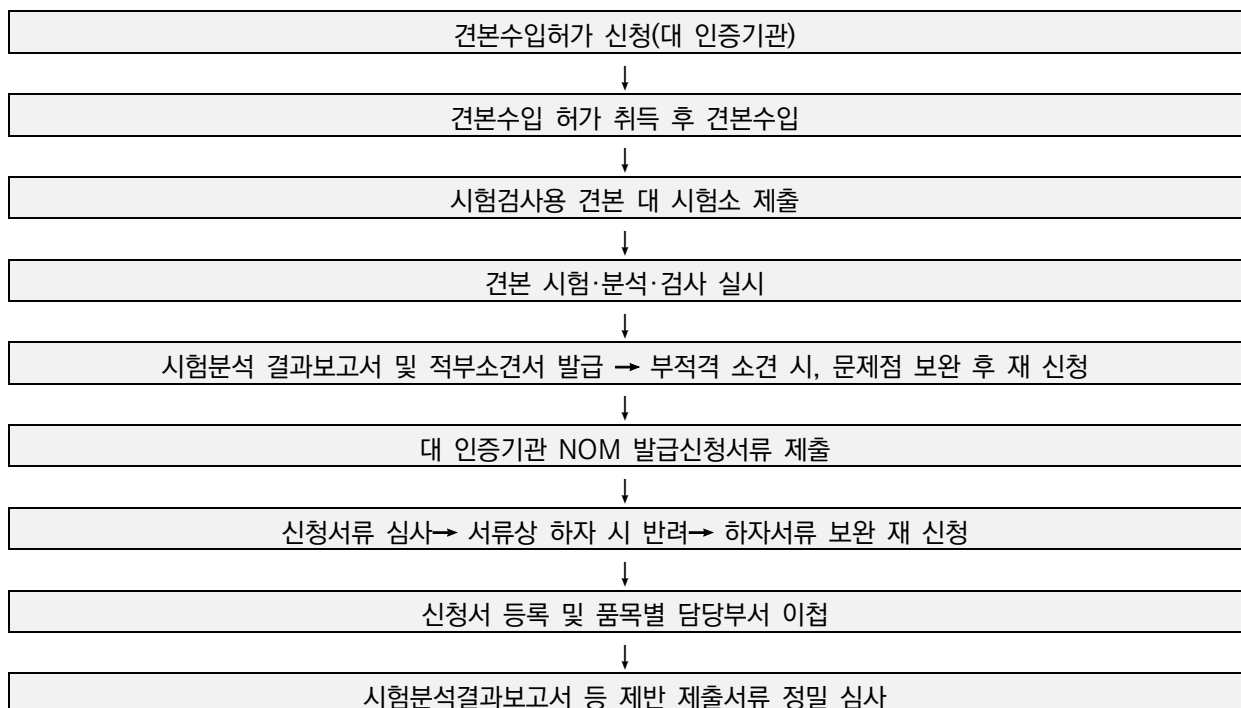 견본수입허가 신청(대 인증기관)
↓
견본수입 허가 취득 후 견본수입
↓
시험검사용 견본 대 시험소 제출
↓
견본 시험·분석·검사 실시
↓
시험분석 결과보고서 및 적부소견서 발급 → 부적격 소견 시, 문제점 보완 후 재 신청
↓
대 인증기관 NOM 발급신청서류 제출
↓
신청서류 심사→ 서류상 하자 시 반려→ 하자서류 보완 재 신청
↓
신청서 등록 및 품목별 담당부서 이첩
↓
시험분석결과보고서 등 제반 제출서류 정밀 심사